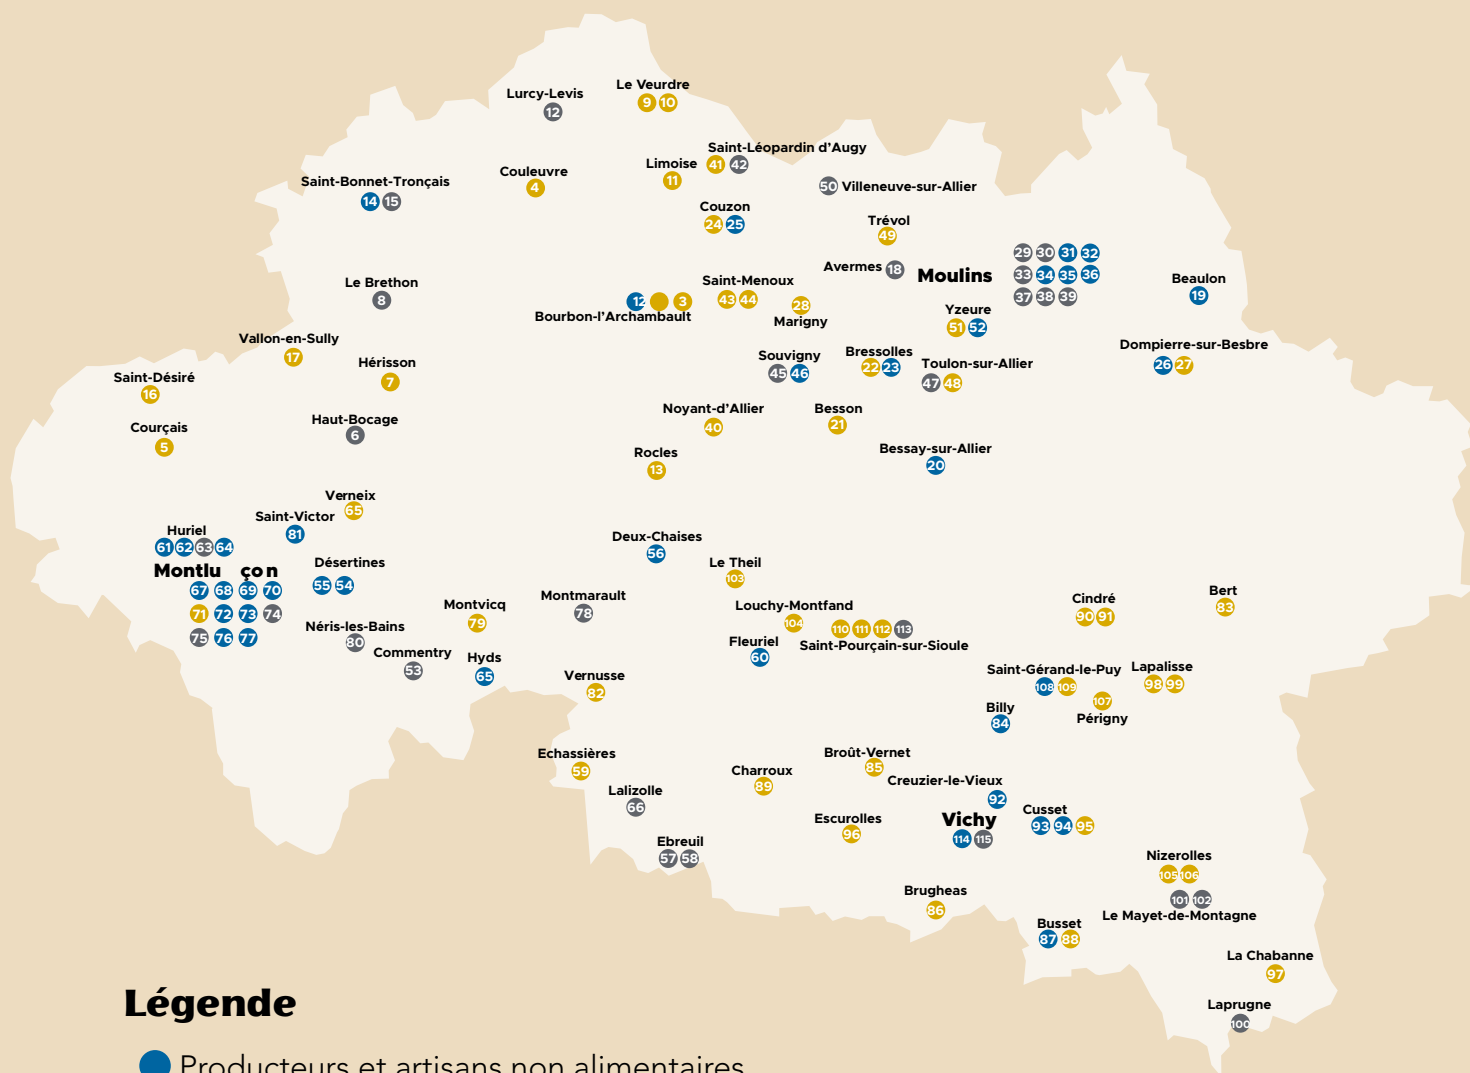 Le Veurdre
9 10
Lurcy-Levis
12
Saint-Léopardin d'Augy
41 42
Limoise
11
Couleuvre
4
Saint-Bonnet-Tronçais
14 15
50 Villeneuve-sur-Allier
Couzon
24 25
Trévol
49
29 30 31 32
Avermes 18
Moulins
33 34 35 36
37 38 39
Beaulon
19
Le Brethon
8
Saint-Menoux
43 44
12 3
Bourbon-l'Archambault
28
Marigny
Yzeure
51 52
Vallon-en-Sully
17
Dompierre-sur-Besbre
26 27
Souvigny
45 46
Bressolles
22 23
Toulon-sur-Allier
47 48
Hérisson
7
Saint-Désiré
16
Noyant-d'Allier
40
Besson
21
Haut-Bocage
6
Courçais
5
Rocles
13
Bessay-sur-Allier
20
Verneix
65
Saint-Victor
81
Huriel
61 62 63 64
Deux-Chaises
56
Montlu çon
67 68 69 70
71 72 73 74
75 76 77
Désertines
55 54
Le Theil
103
Montmarault
78
Montvicq
79
Louchy-Montfand
104
110 111 112 113
Saint-Pourçain-sur-Sioule
Cindré
90 91
Bert
83
Néris-les-Bains
80
Fleuriel
60
Commentry
53
Hyds
65
Vernusse
82
Saint-Gérand-le-Puy
108 109
Lapalisse
98 99
107
Périgny
Billy
84
Echassières
59
Broût-Vernet
85
Charroux
89
Creuzier-le-Vieux
92
Lalizolle
66
Escurolles
96
Vichy
114 115
Cusset
93 94 95
Ebreuil
57 58
Nizerolles
105 106
101 102
Le Mayet-de-Montagne
Brugheas
86
Busset
87 88
La Chabanne
97
Laprugne
100
Légende
Producteurs et artisans non alimentaires